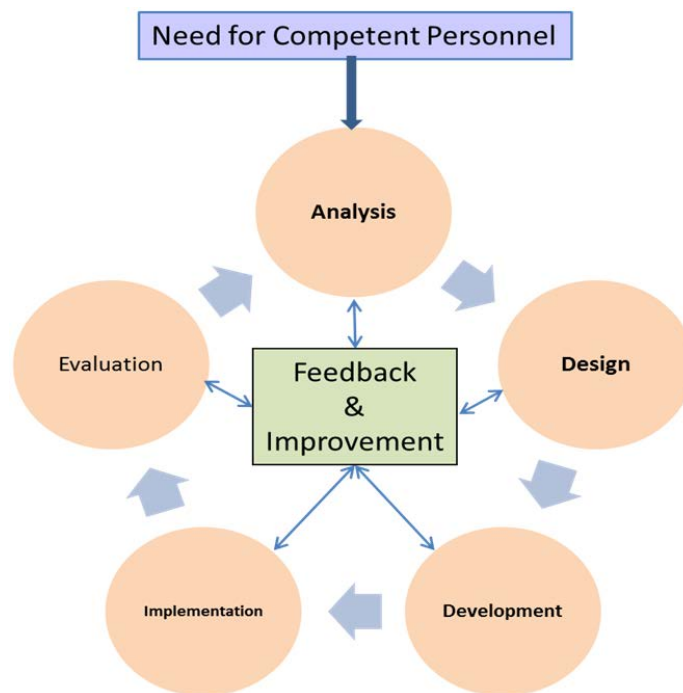 Need for Competent Personnel
Analysis
Evaluation
Feedback
&
Improvement
Design
Implementation
Development